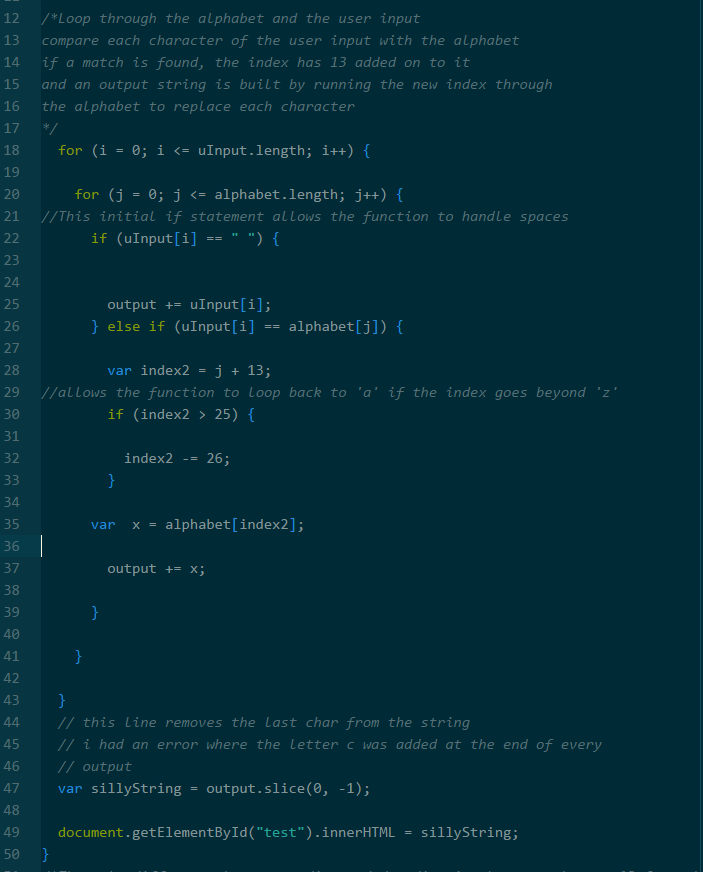 12 /*Loop through the alphabet and the user input
13 compare each character of the user input with the alphabet
14 if a match is found, the index has 13 added on to it
15 and an output string is built by running the new index through
16 the alphabet to replace each character
17 */
18 for (i = 0; i <= uInput.length; i++) {
19
20 for (j = 0; j <= alphabet.length; j++) {
21 //This initial if statement allows the function to handle spaces
22 if (uInput[i] == " ") {
23
24
25 output += uInput[i];
26 } else if (uInput[i] == alphabet[j]) {
27
28 var index2 = j + 13;
29 //allows the function to loop back to 'a' if the index goes beyond 'z'
30 if (index2 > 25) {
31
32 index2 -= 26;
33 }
34
35 var  x = alphabet[index2];
36
37 output += x;
38
39 }
40
41 }
42
43 }
44 // this line removes the last char from the string
45 // i had an error where the letter c was added at the end of every
46 // output
47 var sillyString = output.slice(0, -1);
48
49 document.getElementById("test").innerHTML = sillyString;
50 }